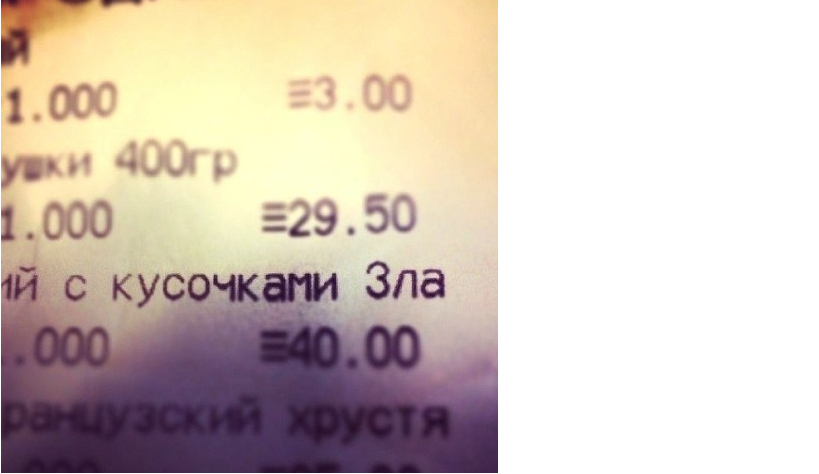 й
1.000 ≡3.00
ушки 400гр
1.000 ≡29.50
ий с кусочками Зла
.000 ≡40.00
ранцузский хрустя